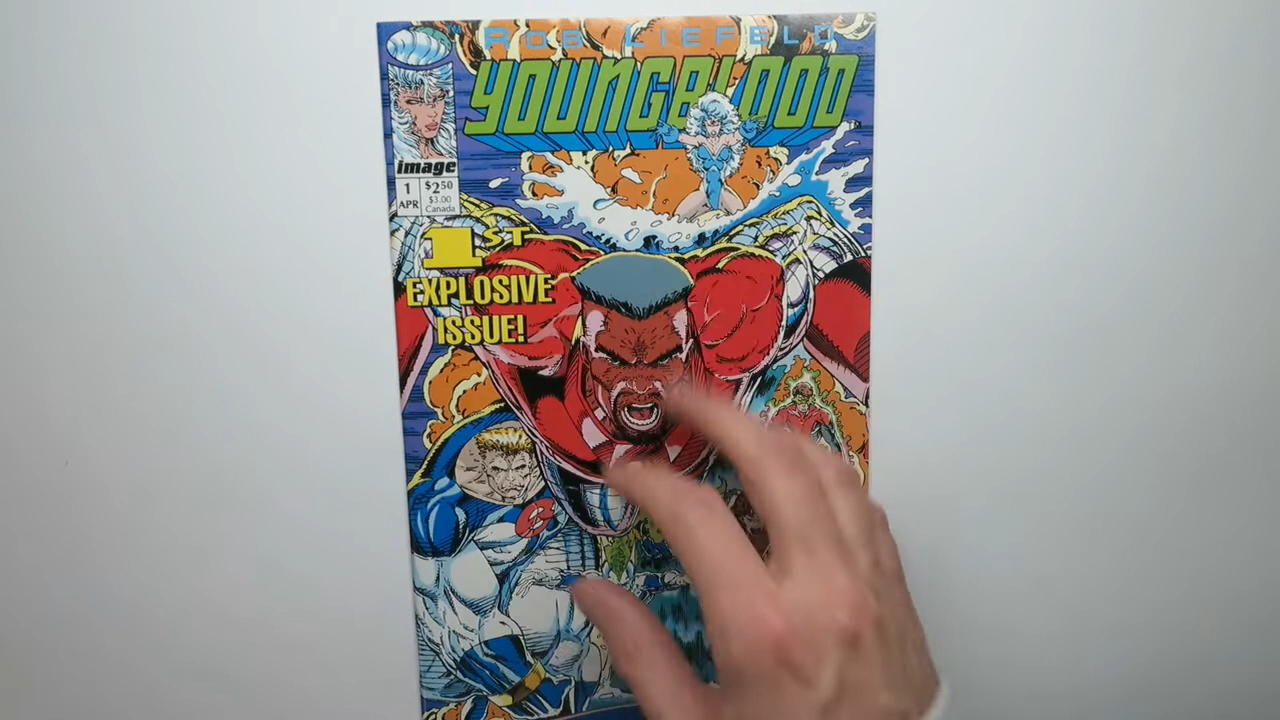 ROB LIEFELD
YOUNGBLOOD
image
1
APR
$2.50
$3.00
Canada
1ST
EXPLOSIVE
ISSUE!